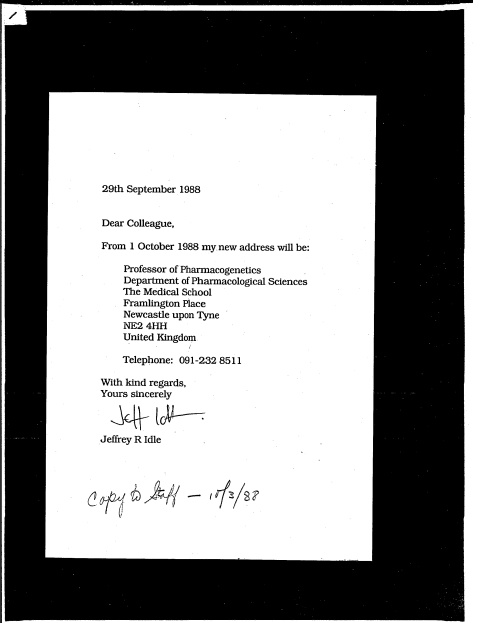 29th September 1988
Dear Colleague,
From 1 October 1988 my new address will be:
Professor of Pharmacogenetics
Department of Pharmacological Sciences
The Medical School
Framlington Place
Newcastle upon Tyne
NE2 4HH
United Kingdom
Telephone: 091-232 8511
With kind regards,
Yours sincerely
Jeff Idle
Jeffrey R Idle
Copy to Staff — 10/3/88